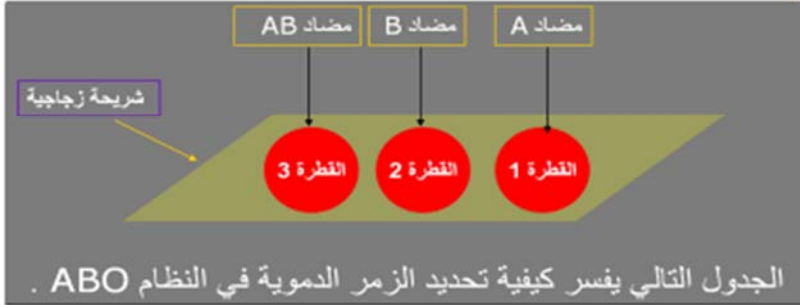 مضاد A
مضاد B
مضاد AB
شريحة زجاجية
القطرة 1
القطرة 2
القطرة 3
الجدول التالي يفسر كيفية تحديد الزمر الدموية في النظام ABO .